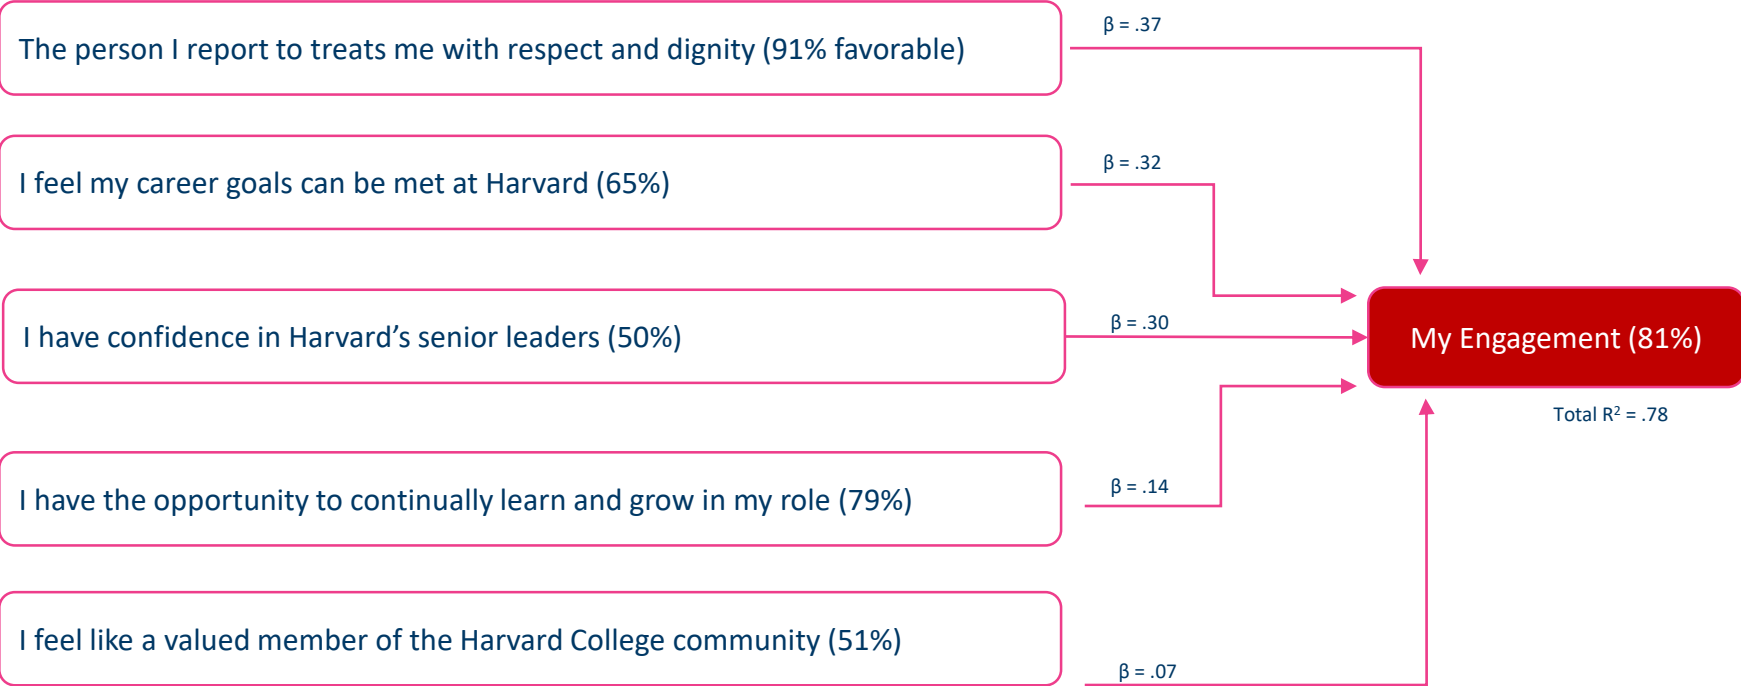 The person I report to treats me with respect and dignity (91% favorable)
β = .37
I feel my career goals can be met at Harvard (65%)
β = .32
I have confidence in Harvard’s senior leaders (50%)
β = .30
My Engagement (81%)
Total R² = .78
I have the opportunity to continually learn and grow in my role (79%)
β = .14
I feel like a valued member of the Harvard College community (51%)
β = .07